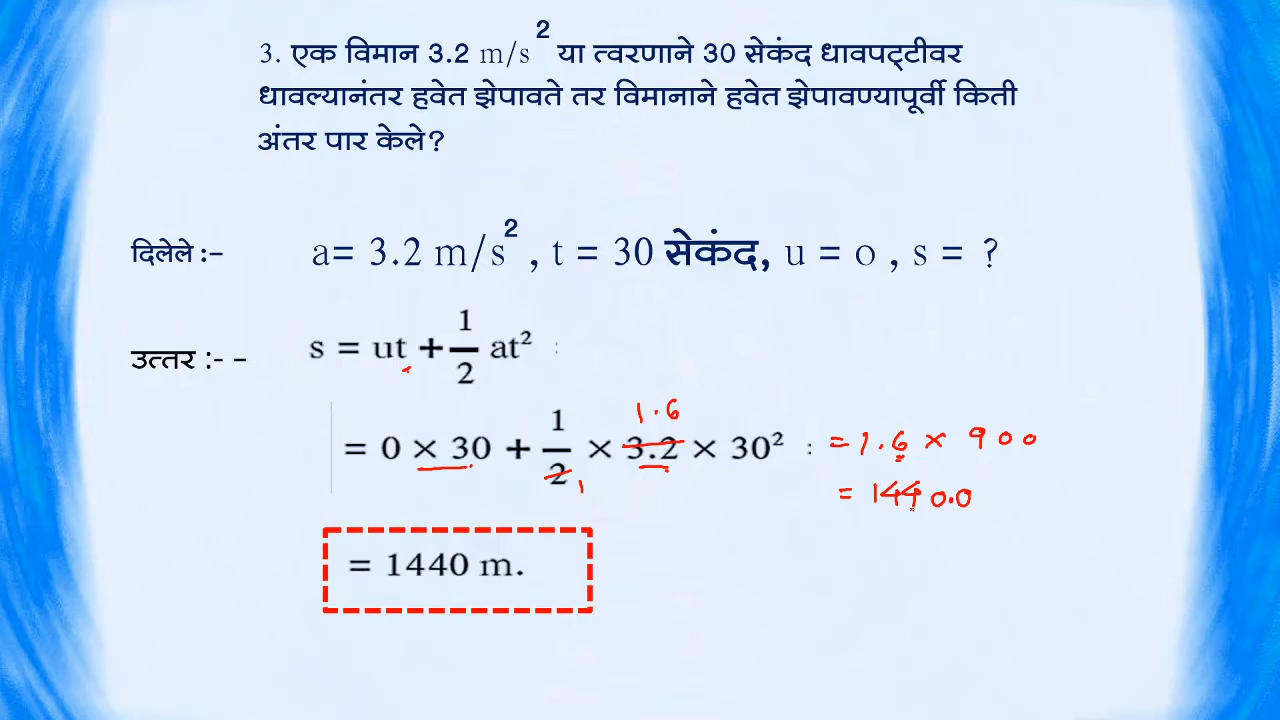 3. एक विमान 3.2 m/s² या त्वरणाने 30 सेकंद धावपट्टीवर
धावल्यानंतर हवेत झेपावते तर विमानाने हवेत झेपावण्यापूर्वी किती
अंतर पार केले?
दिलेले :– a= 3.2 m/s² , t = 30 सेकंद, u = o , s = ?
उत्तर :- – s = ut + 1/2 at² :
1.6
= 0 × 30 + 1/2 × 3.2 × 30² : = 1.6 × 900
1
= 1440.0
= 1440 m.